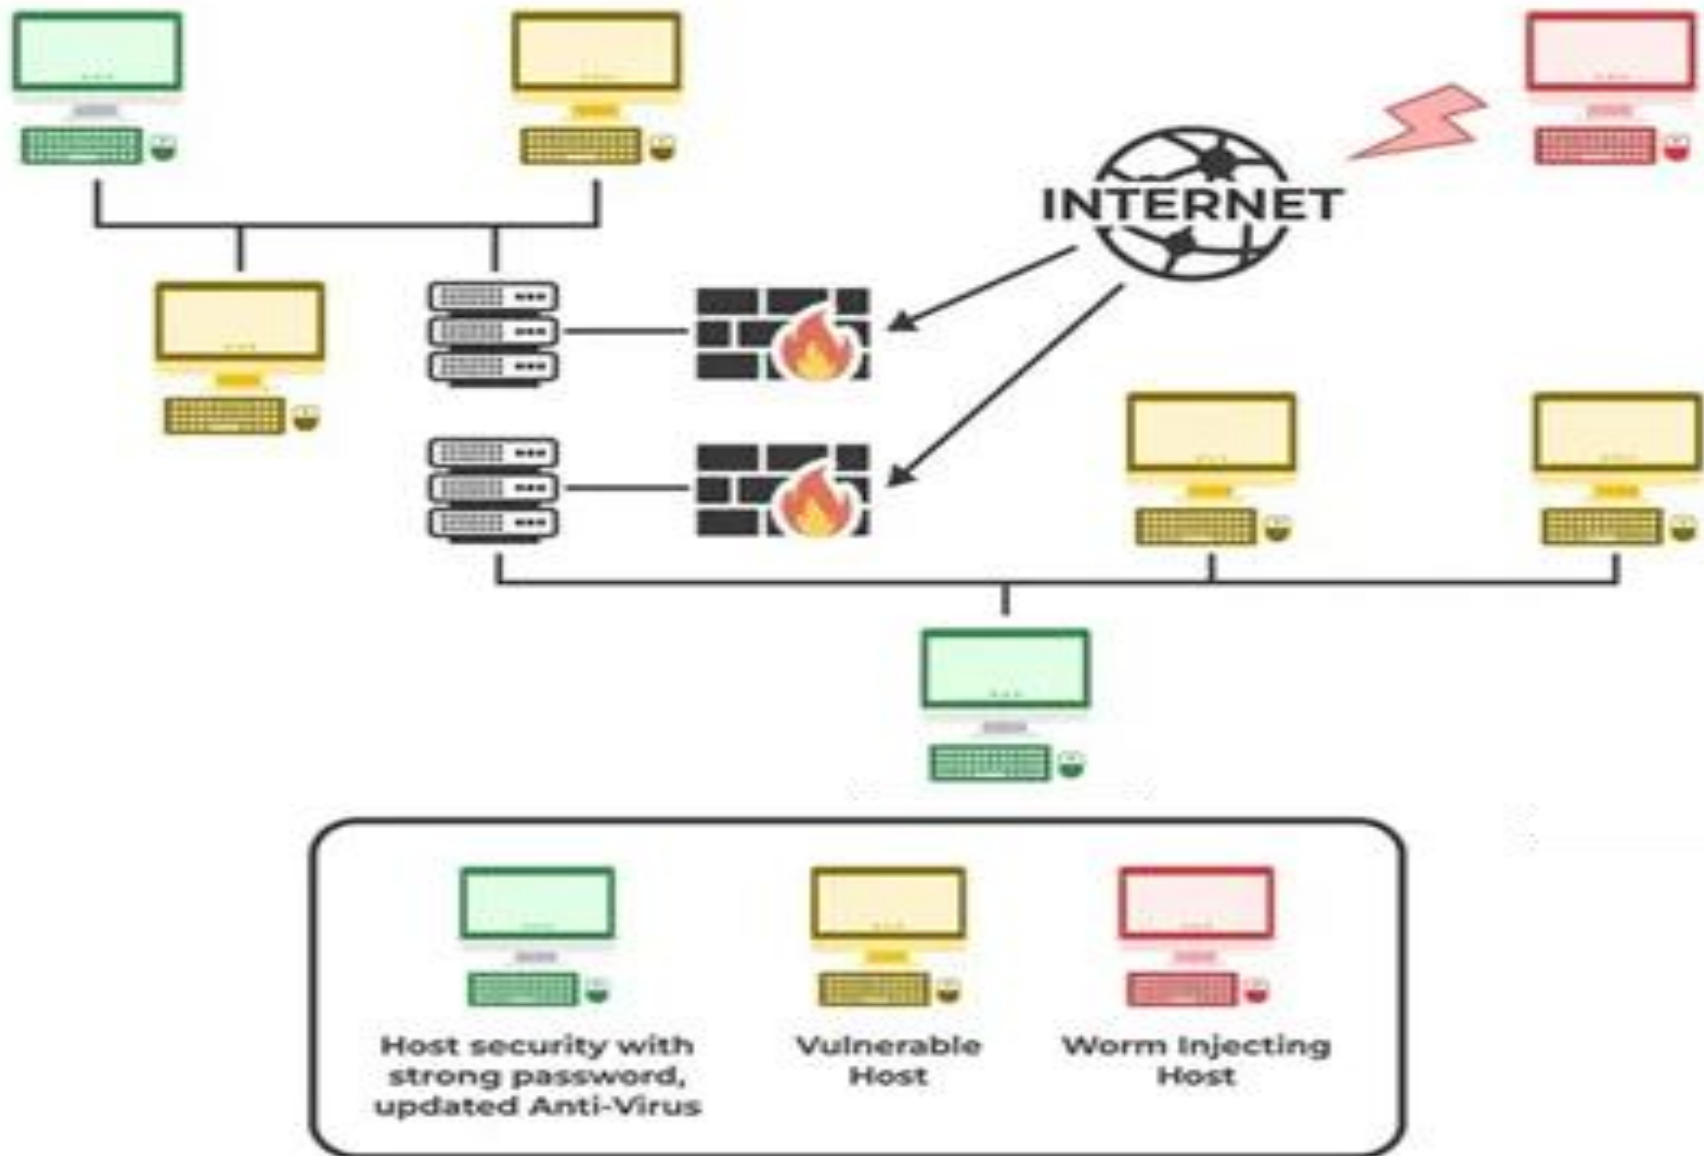 INTERNET
Host security with
strong password,
updated Anti-Virus
Vulnerable
Host
Worm Injecting
Host